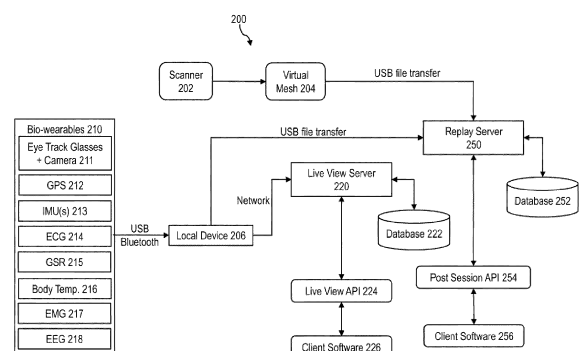 200
Scanner
202
Virtual
Mesh 204
USB file transfer
Bio-wearables 210
Eye Track Glasses
+ Camera 211
GPS 212
IMU(s) 213
ECG 214
GSR 215
Body Temp. 216
EMG 217
EEG 218
USB
Bluetooth
Local Device 206
USB file transfer
Network
Live View Server
220
Database 222
Live View API 224
Client Software 226
Replay Server
250
Database 252
Post Session API 254
Client Software 256